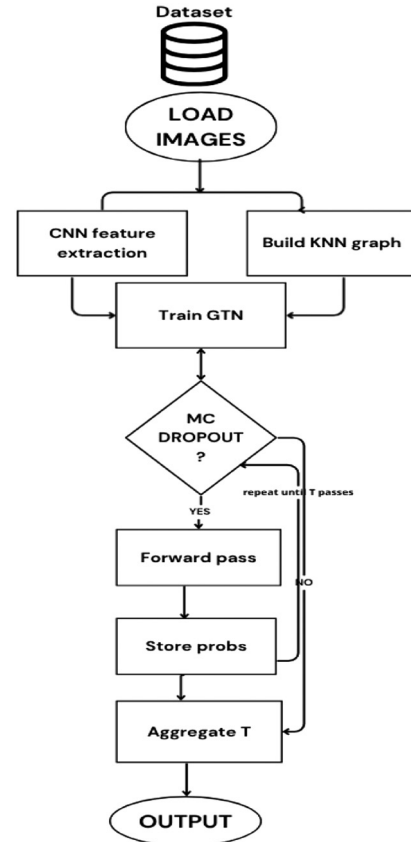 Dataset
LOAD
IMAGES
CNN feature
extraction
Build KNN graph
Train GTN
MC
DROPOUT
?
repeat until T passes
YES
Forward pass
NO
Store probs
Aggregate T
OUTPUT